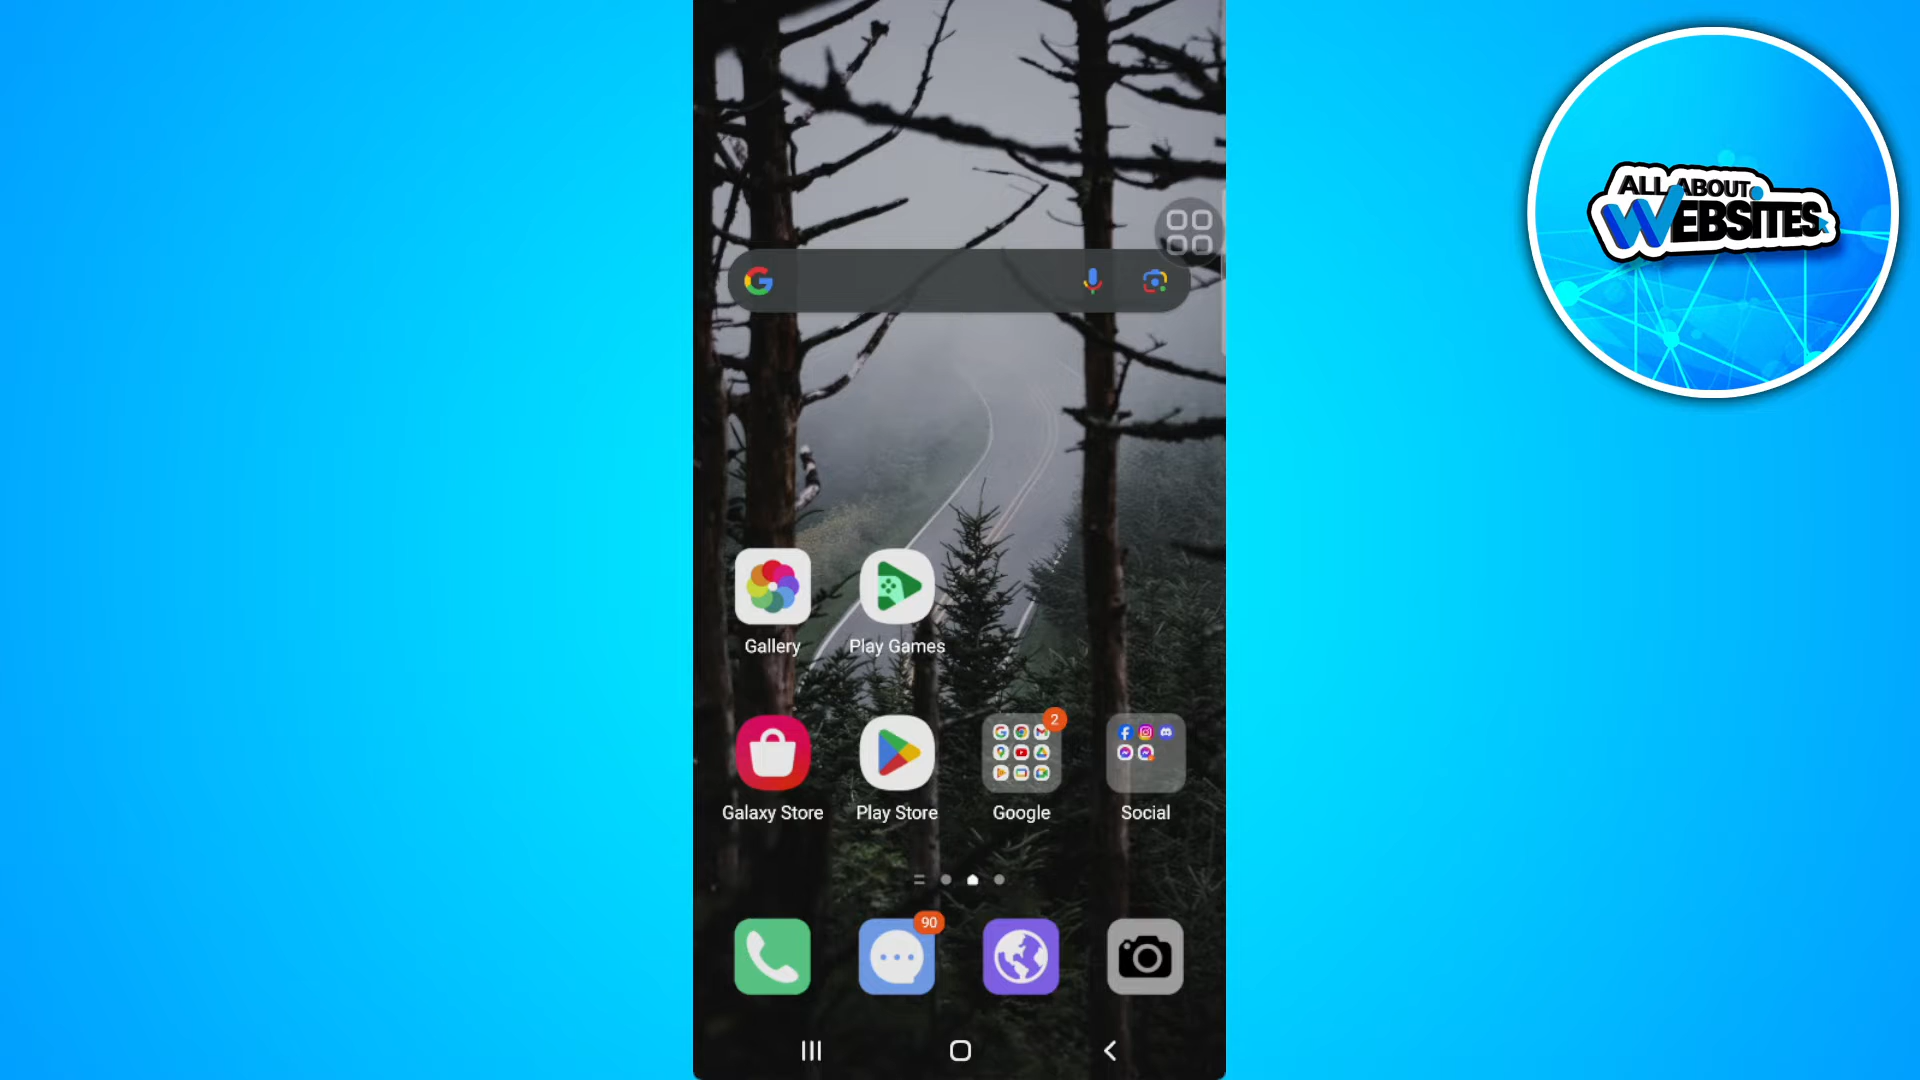 ALL ABOUT
WEBSITES
Gallery
Play Games
2
Galaxy Store
Play Store
Google
Social
90